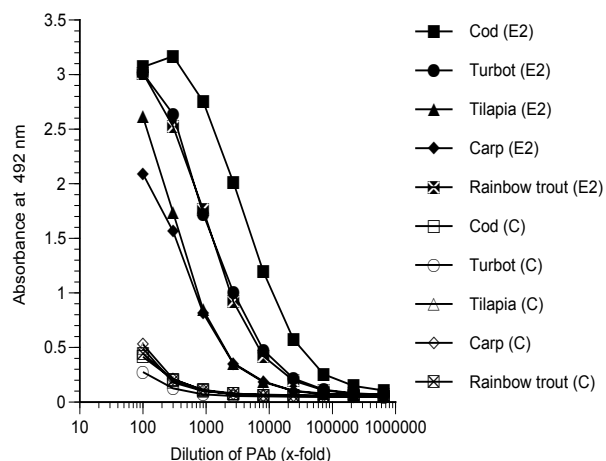 Absorbance at 492 nm
3.5
3
2.5
2
1.5
1
0.5
0
10 100 1000 10000 100000 1000000
Dilution of PAb (x-fold)
Cod (E2)
Turbot (E2)
Tilapia (E2)
Carp (E2)
Rainbow trout (E2)
Cod (C)
Turbot (C)
Tilapia (C)
Carp (C)
Rainbow trout (C)